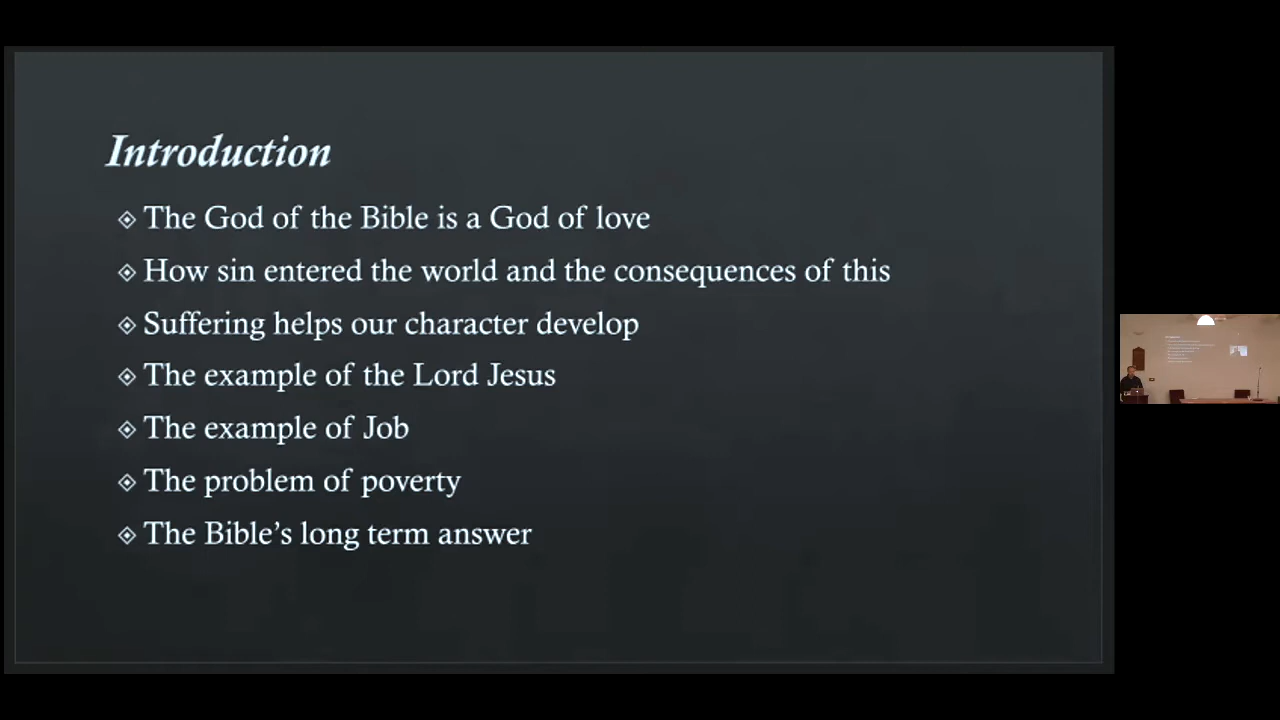 Introduction
The God of the Bible is a God of love
How sin entered the world and the consequences of this
Suffering helps our character develop
The example of the Lord Jesus
The example of Job
The problem of poverty
The Bible's long term answer